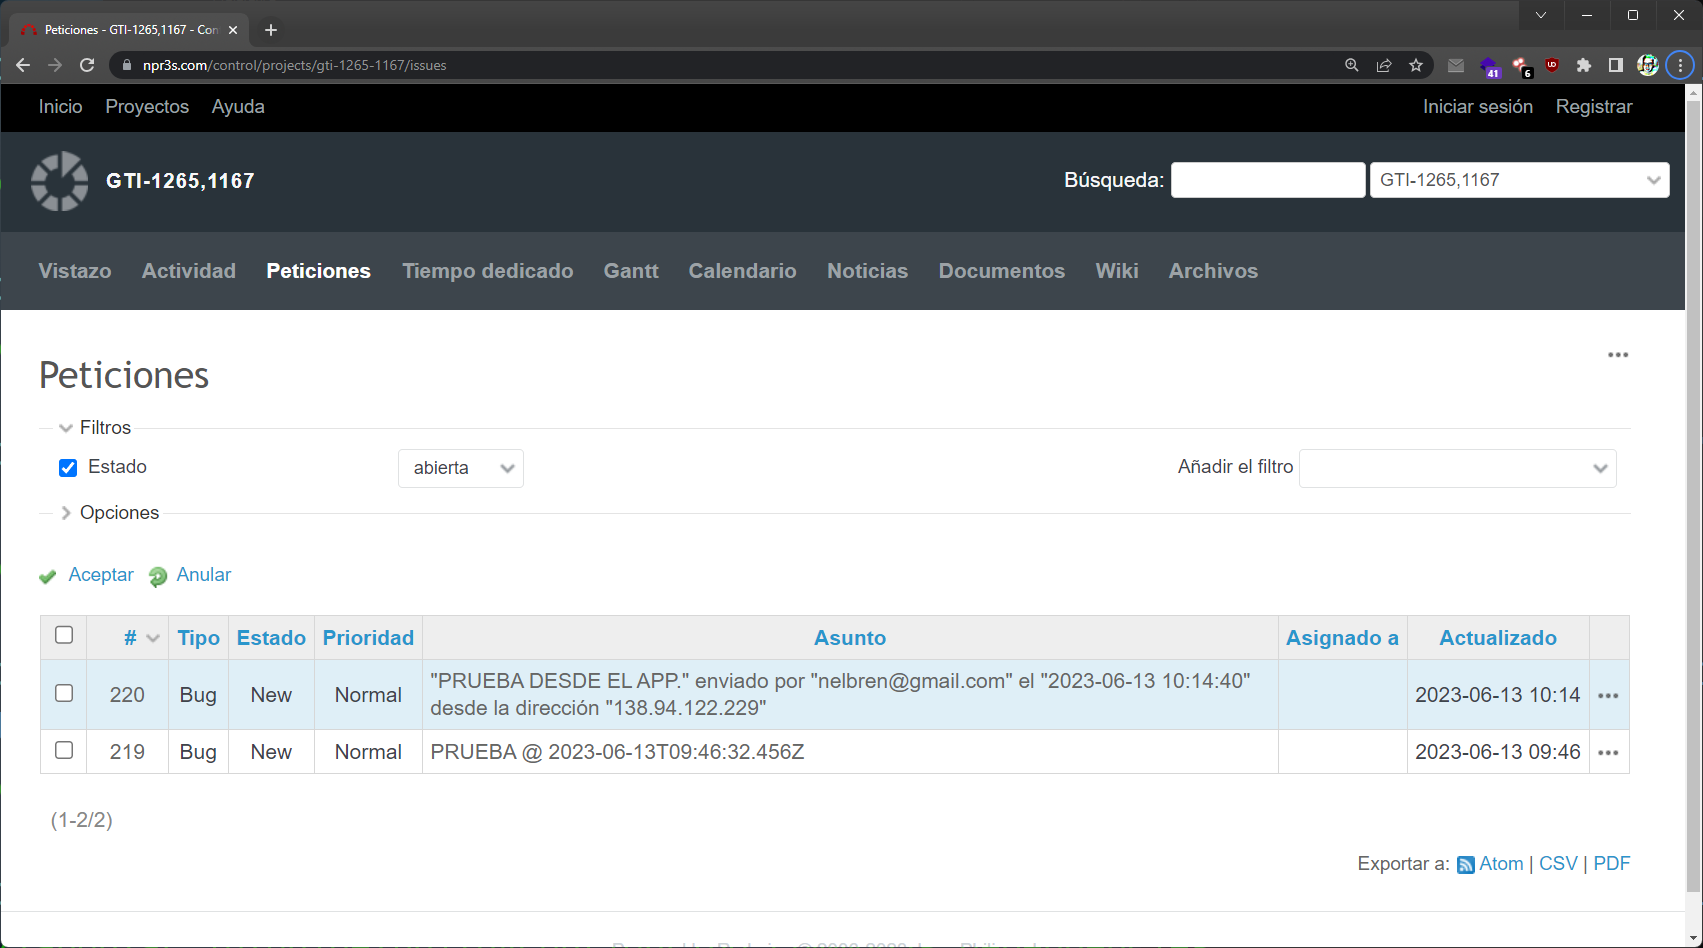 Peticiones - GTI-1265,1167 - Con
npr3s.com/control/projects/gti-1265-1167/issues
41
6
Inicio Proyectos Ayuda
Iniciar sesión Registrar
GTI-1265,1167
Búsqueda:
GTI-1265,1167
Vistazo Actividad Peticiones Tiempo dedicado Gantt Calendario Noticias Documentos Wiki Archivos
Peticiones
Filtros
Estado abierta Añadir el filtro
Opciones
Aceptar Anular
# Tipo Estado Prioridad Asunto Asignado a Actualizado
220 Bug New Normal "PRUEBA DESDE EL APP." enviado por "nelbren@gmail.com" el "2023-06-13 10:14:40"
desde la dirección "138.94.122.229" 2023-06-13 10:14
219 Bug New Normal PRUEBA @ 2023-06-13T09:46:32.456Z 2023-06-13 09:46
(1-2/2)
Exportar a: Atom | CSV | PDF